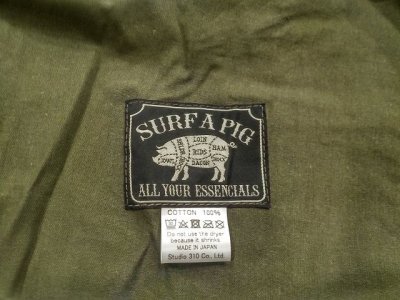 SURF A PIG
LOIN
RIBS
HAM
BACON
ALL YOUR ESSENCIALS
COTTON 100%
Do not use the dryer
because it shrinks
MADE IN JAPAN
Studio 310 Co., Ltd.